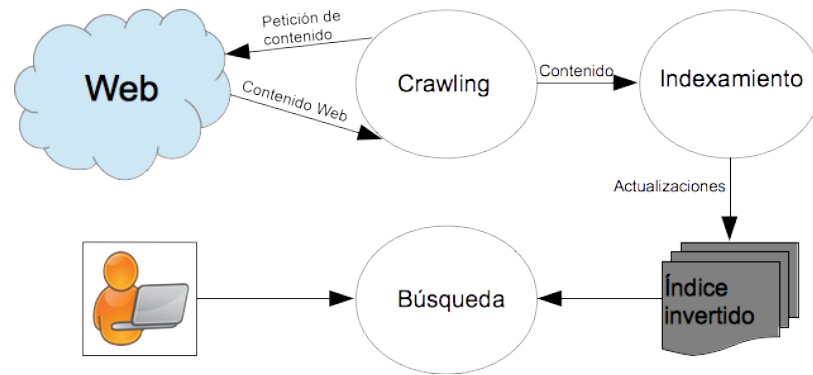 Petición de
contenido
Web
Crawling
Contenido
Indexamiento
Contenido Web
Actualizaciones
Búsqueda
Índice
invertido